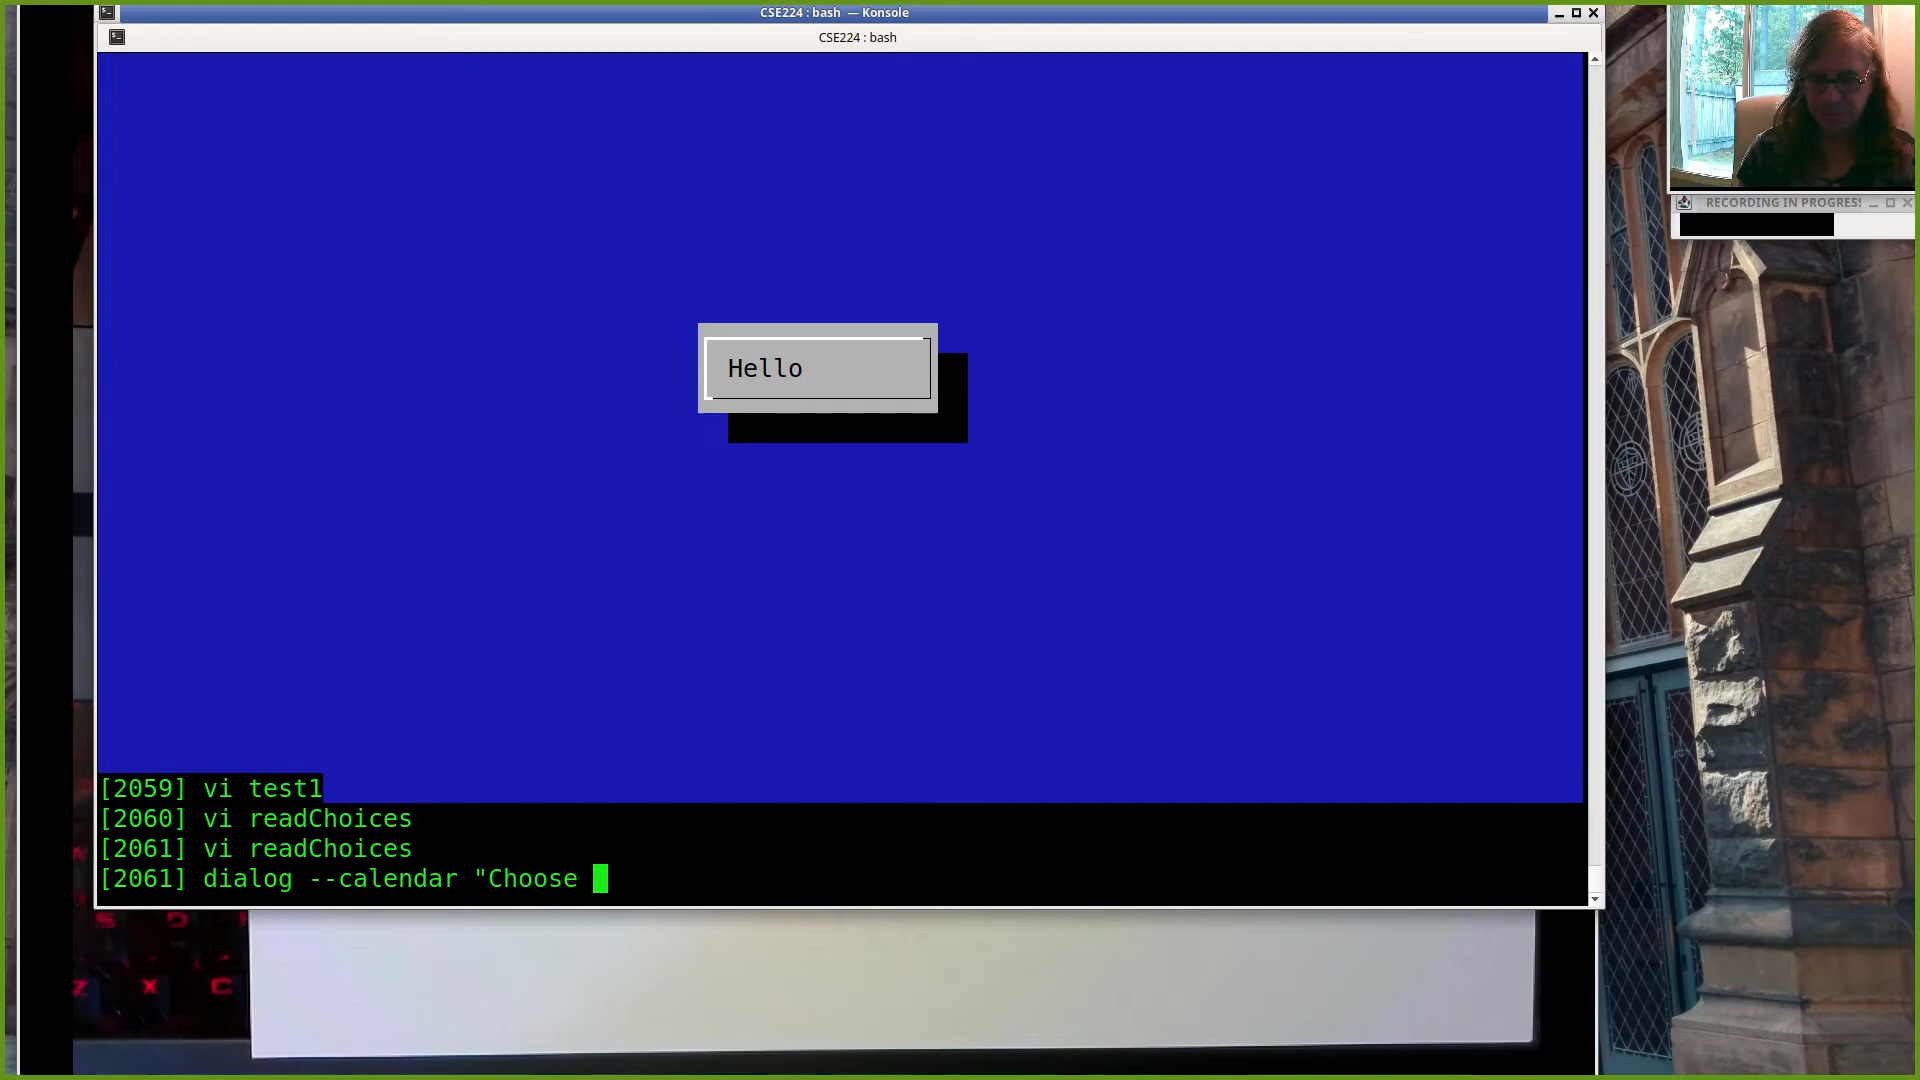 CSE224 : bash — Konsole
CSE224 : bash
RECORDING IN PROGRESS
Hello
[2059] vi test1
[2060] vi readChoices
[2061] vi readChoices
[2061] dialog --calendar "Choose
S D
Z X C